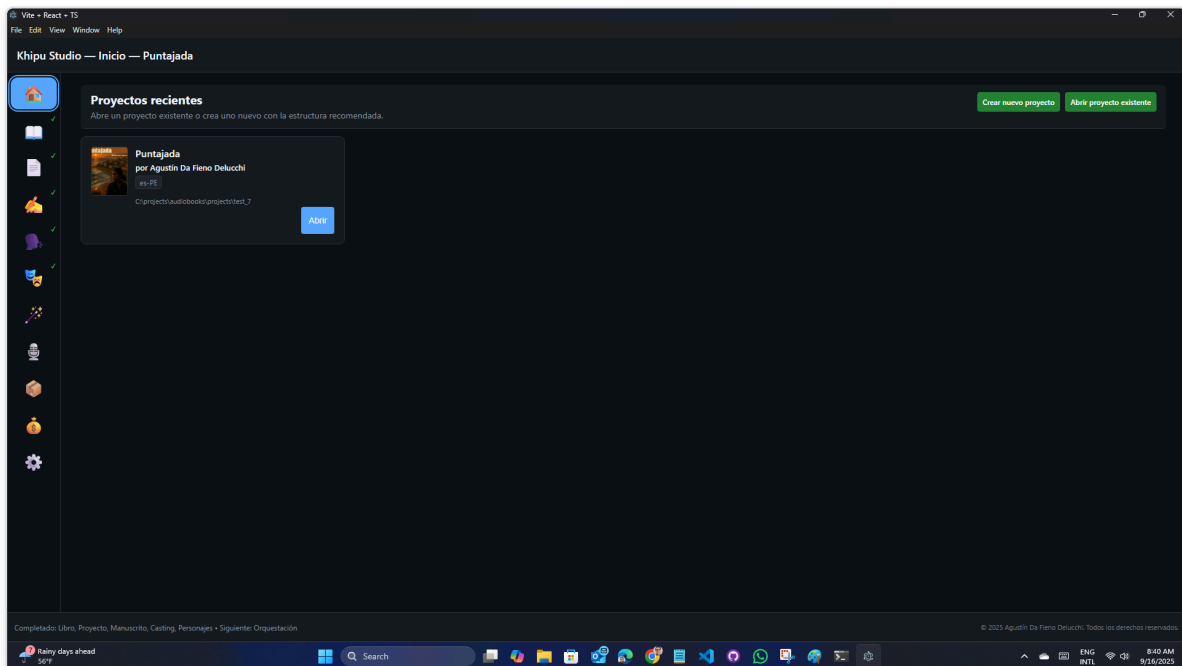 Vite + React + TS
File Edit View Window Help
Khipu Studio — Inicio — Puntajada
Proyectos recientes
Abre un proyecto existente o crea uno nuevo con la estructura recomendada.
Crear nuevo proyecto
Abrir proyecto existente
Puntajada
por Agustín Da Fieno Delucchi
es-PE
C:\projects\audiobooks\projects\test_7
Abrir
Completado: Libro, Proyecto, Manuscrito, Casting, Personajes • Siguiente: Orquestación
© 2025 Agustín Da Fieno Delucchi. Todos los derechos reservados.
7
Rainy days ahead
56°F
Search
ENG
INTL
8:40 AM
9/16/2025